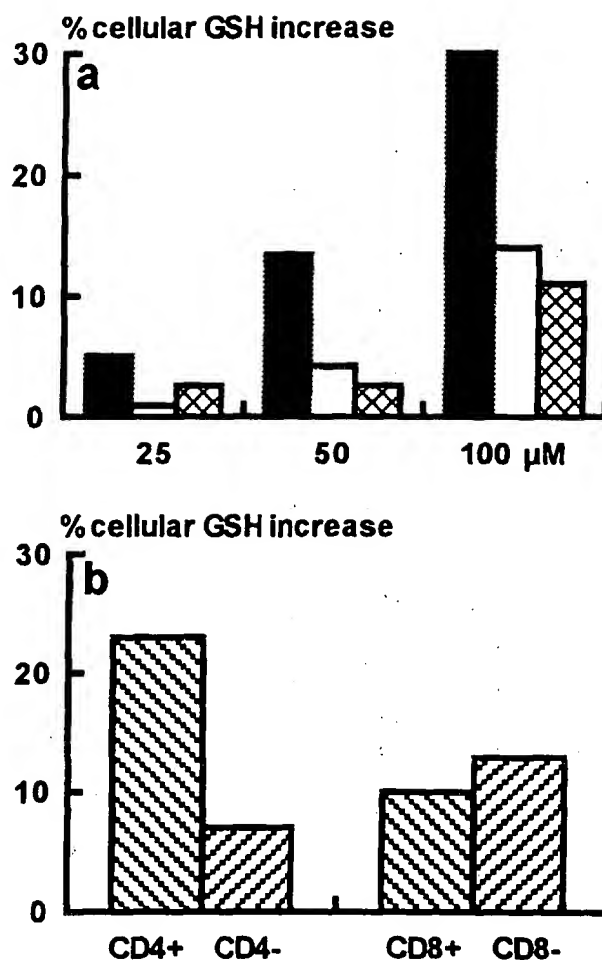 % cellular GSH increase
30
a
20
10
0
25 50 100 µM
% cellular GSH increase
30
b
20
10
0
CD4+ CD4- CD8+ CD8-